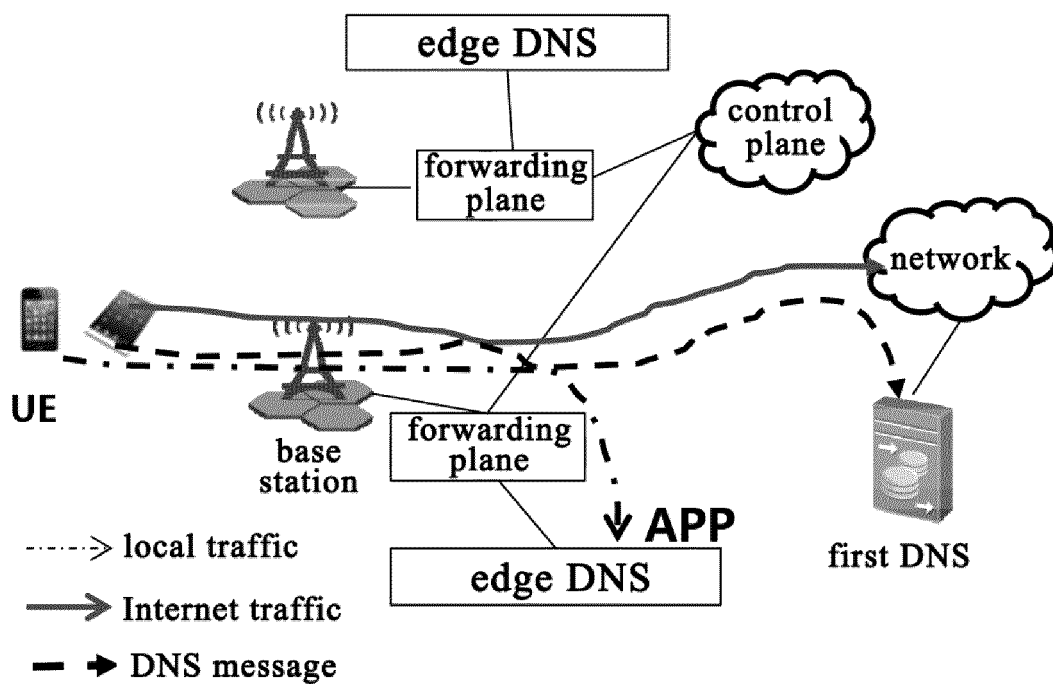 edge DNS
control
plane
forwarding
plane
network
UE
base
station
forwarding
plane
APP
edge DNS
first DNS
local traffic
Internet traffic
DNS message